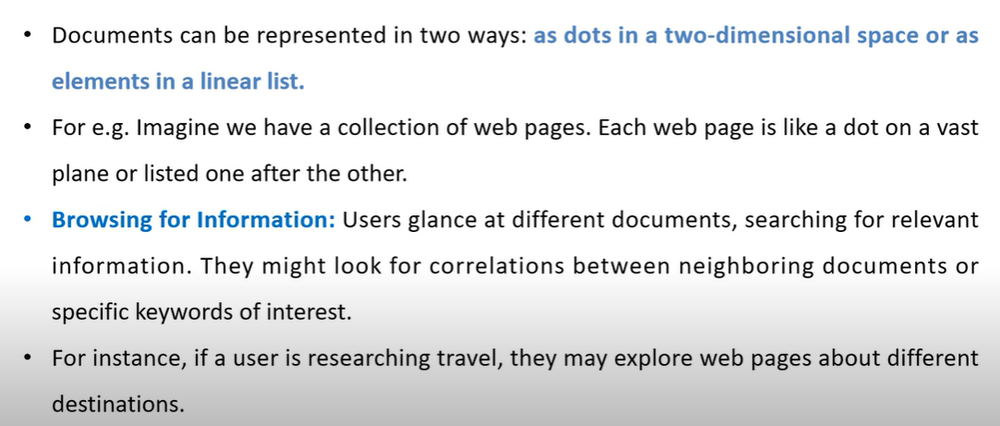 • Documents can be represented in two ways: as dots in a two-dimensional space or as
elements in a linear list.
• For e.g. Imagine we have a collection of web pages. Each web page is like a dot on a vast
plane or listed one after the other.
• Browsing for Information: Users glance at different documents, searching for relevant
information. They might look for correlations between neighboring documents or
specific keywords of interest.
• For instance, if a user is researching travel, they may explore web pages about different
destinations.